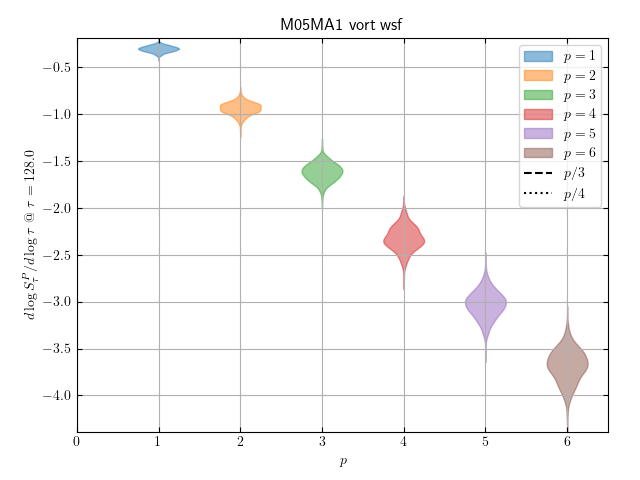 M05MA1 vort wsf
d log S_τ^P / d log τ @ τ = 128.0
−0.5
−1.0
−1.5
−2.0
−2.5
−3.0
−3.5
−4.0
p = 1
p = 2
p = 3
p = 4
p = 5
p = 6
p/3
p/4
0 1 2 3 4 5 6
p